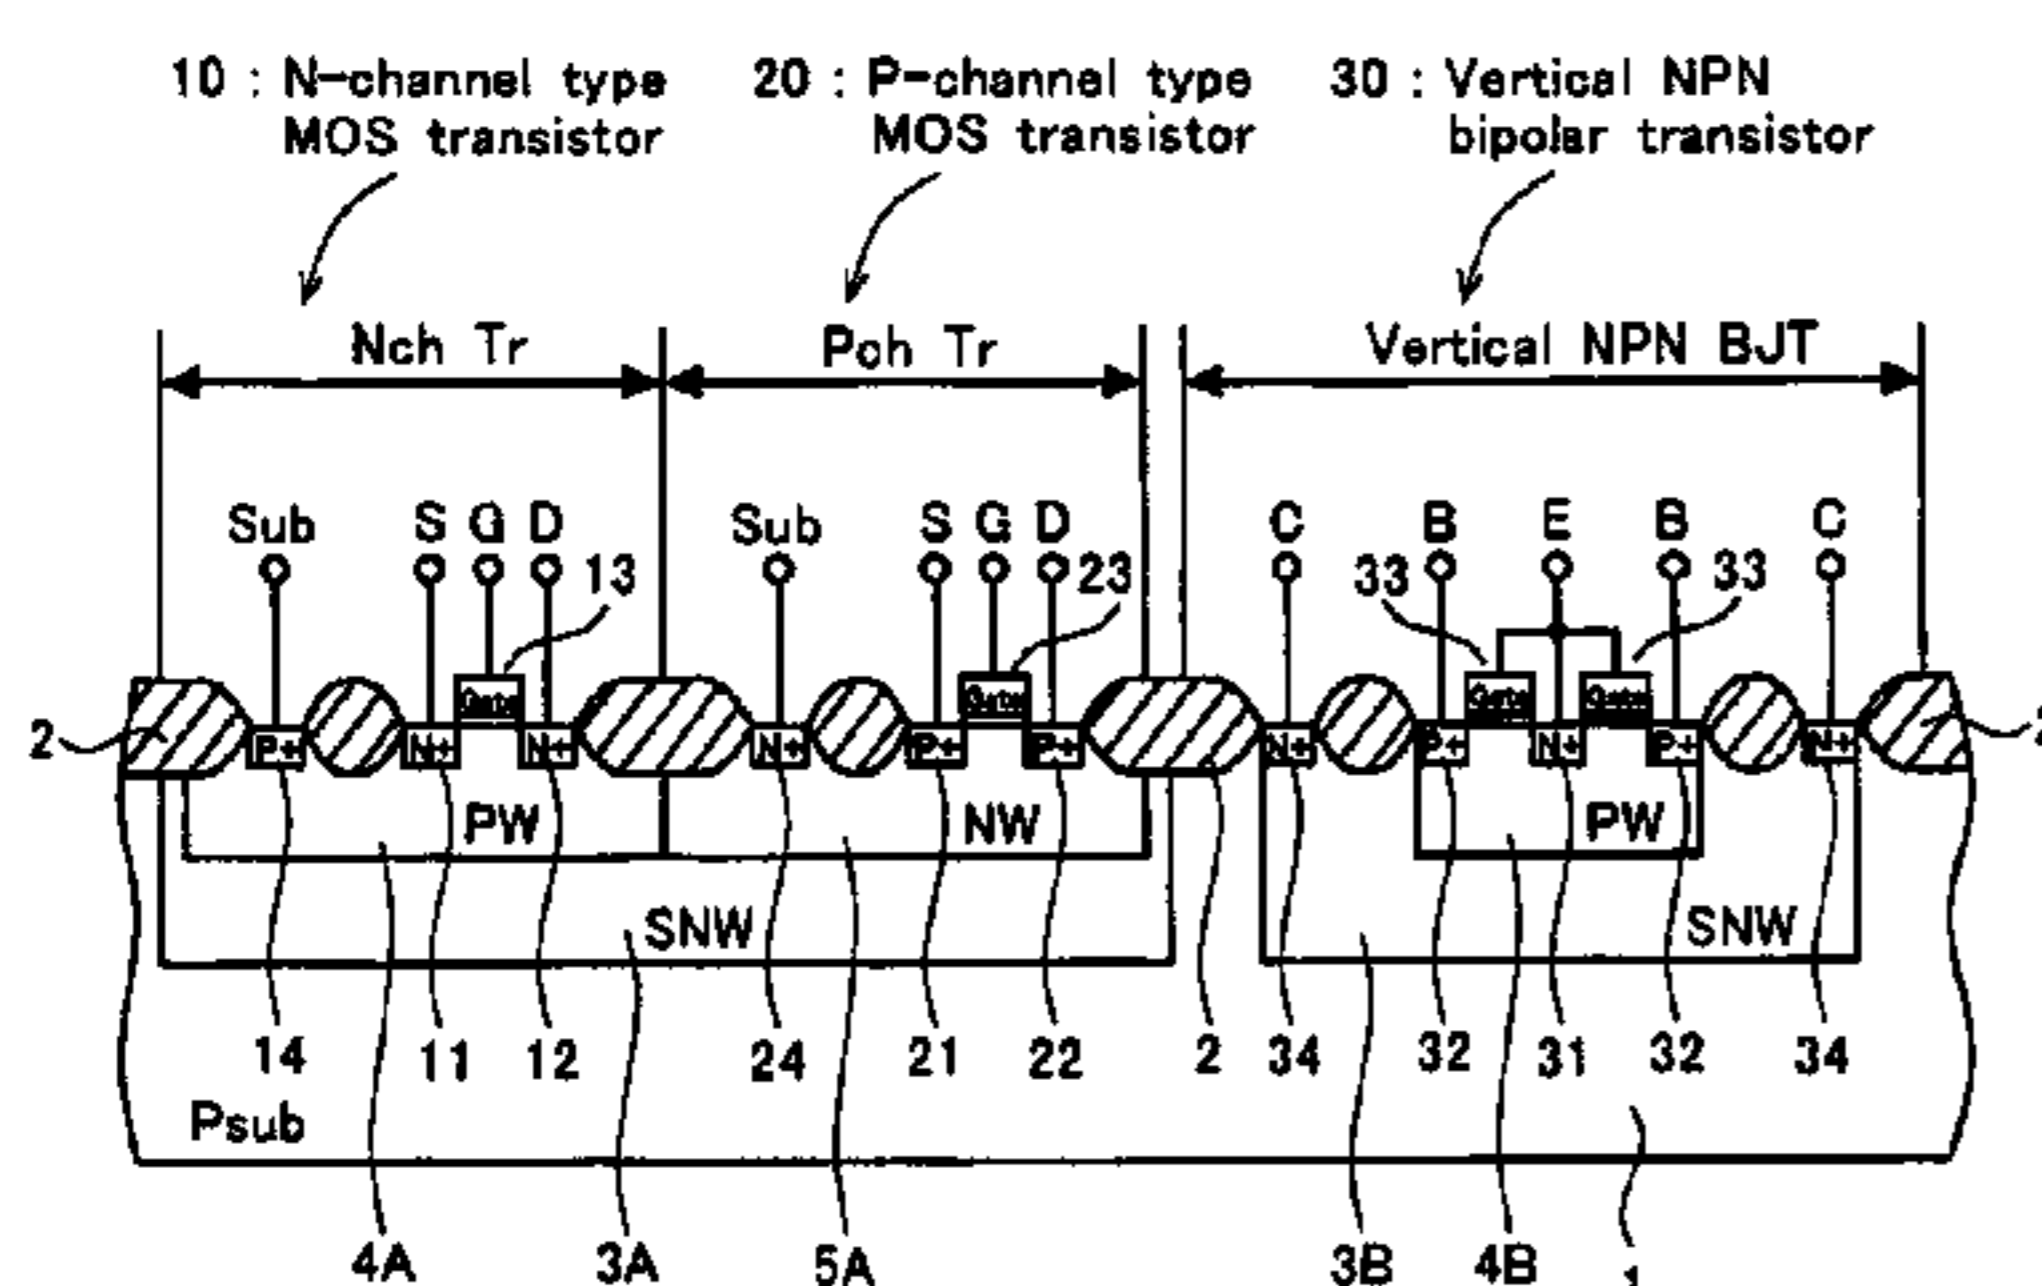 10 : N-channel type
MOS transistor
20 : P-channel type
MOS transistor
30 : Vertical NPN
bipolar transistor
Nch Tr
Pch Tr
Vertical NPN BJT
Sub S G D 13
Sub S G D 23
C 33 B E B 33 C
Gate Gate Gate Gate
2 P+ N+ N+ N+ P+ P+ N+ P+ N+ P+ N+
PW NW PW
SNW SNW
14 11 12 24 21 22 2 34 32 31 32 34
Psub
4A 3A 5A 3B 4B 1